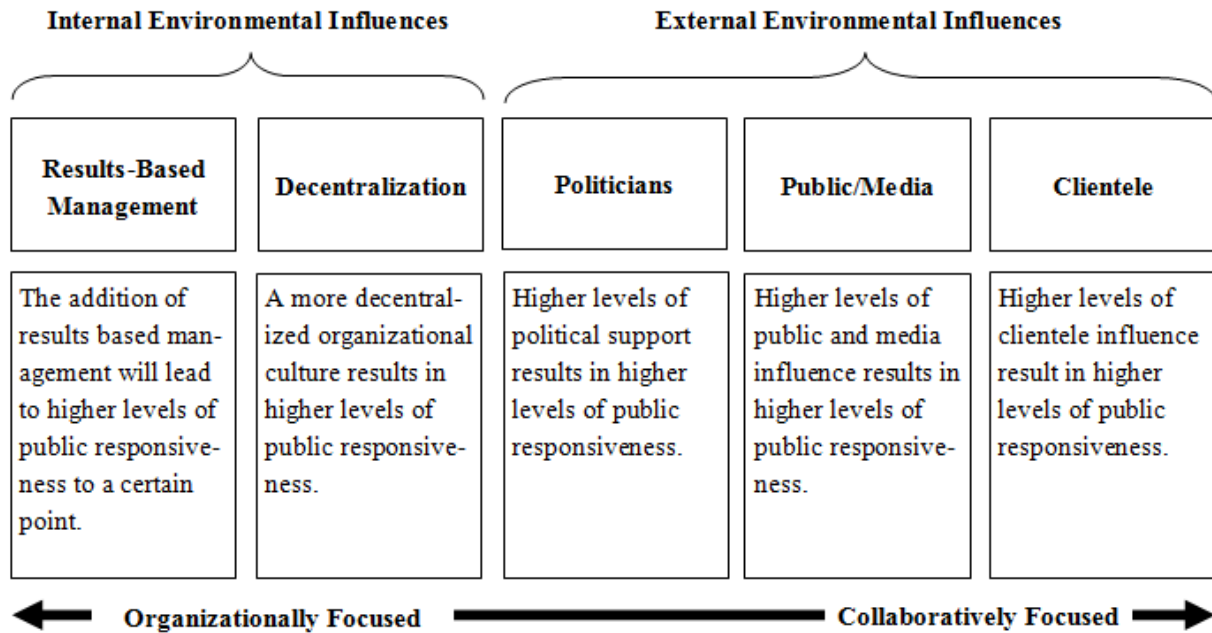 Internal Environmental Influences
External Environmental Influences
Results-Based
Management
Decentralization
Politicians
Public/Media
Clientele
The addition of
results based man-
agement will lead
to higher levels of
public responsive-
ness to a certain
point.
A more decentral-
ized organizational
culture results in
higher levels of
public responsive-
ness.
Higher levels of
political support
results in higher
levels of public
responsiveness.
Higher levels of
public and media
influence results in
higher levels of
public responsive-
ness.
Higher levels of
clientele influence
result in higher
levels of public
responsiveness.
Organizationally Focused
Collaboratively Focused